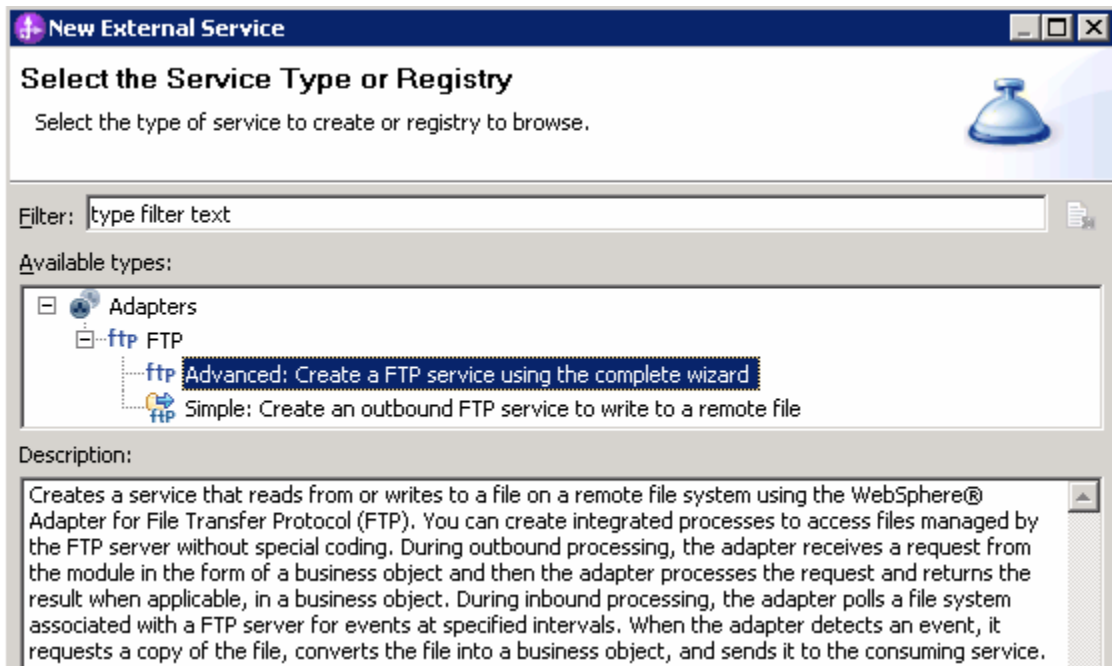 New External Service
Select the Service Type or Registry
Select the type of service to create or registry to browse.
Filter: type filter text
Available types:
Adapters
ftp FTP
ftp Advanced: Create a FTP service using the complete wizard
ftp Simple: Create an outbound FTP service to write to a remote file
Description:
Creates a service that reads from or writes to a file on a remote file system using the WebSphere®
Adapter for File Transfer Protocol (FTP). You can create integrated processes to access files managed by
the FTP server without special coding. During outbound processing, the adapter receives a request from
the module in the form of a business object and then the adapter processes the request and returns the
result when applicable, in a business object. During inbound processing, the adapter polls a file system
associated with a FTP server for events at specified intervals. When the adapter detects an event, it
requests a copy of the file, converts the file into a business object, and sends it to the consuming service.